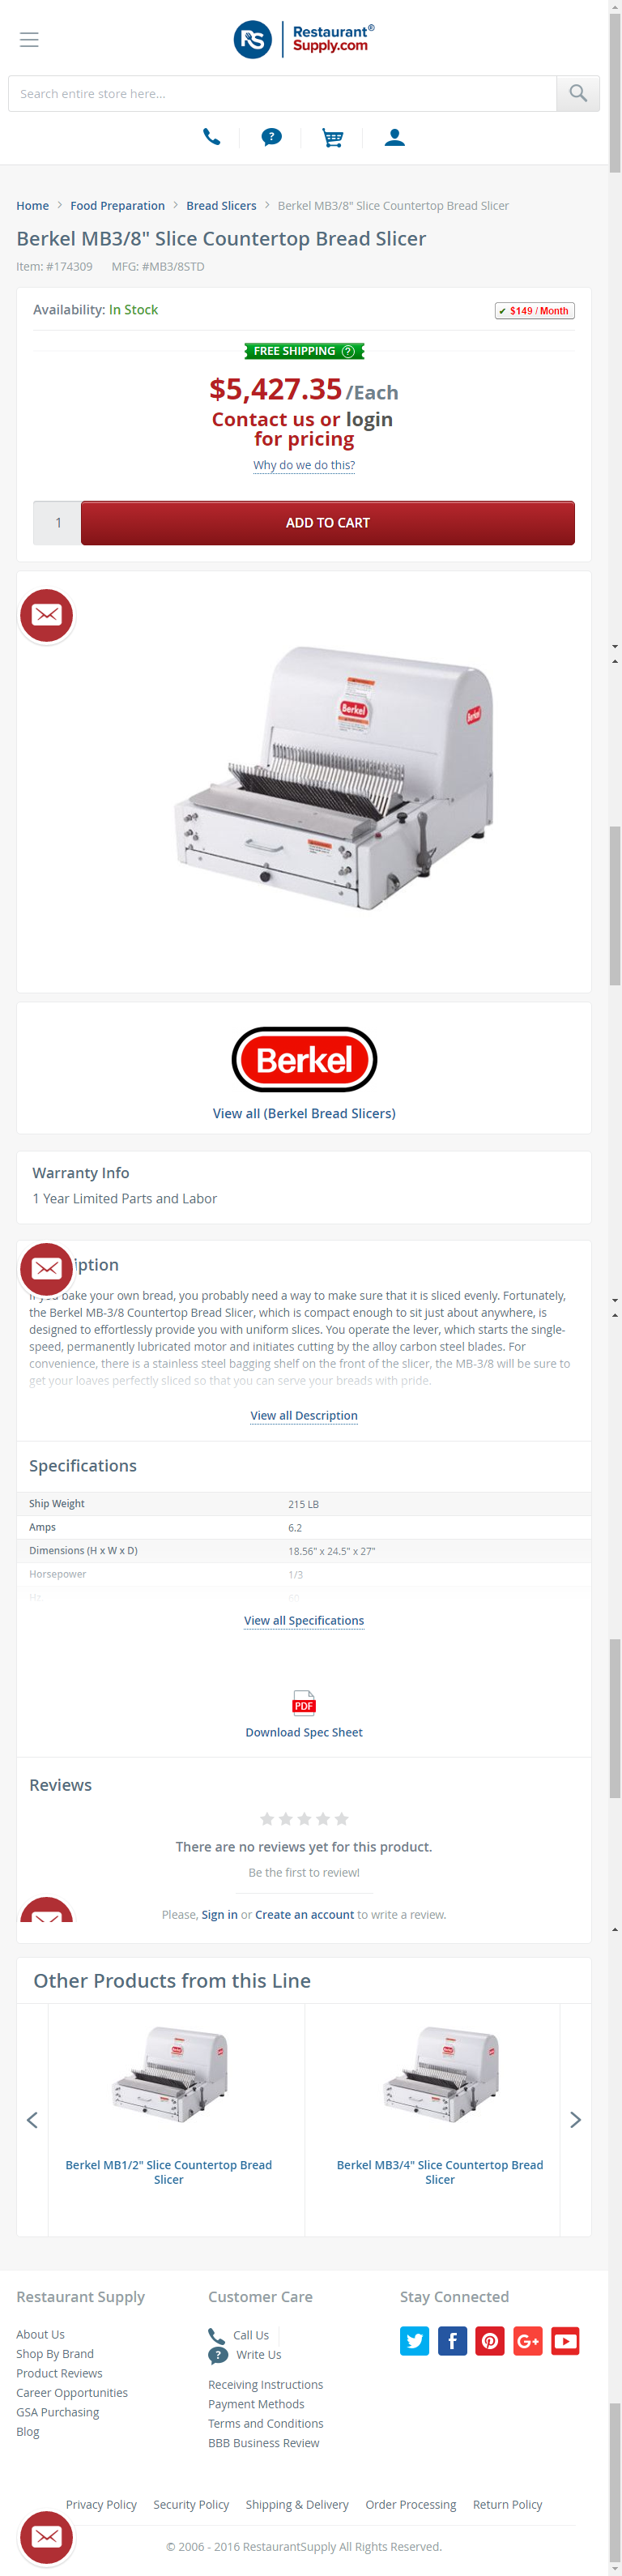 Restaurant®
Supply.com
Search entire store here...
Home > Food Preparation > Bread Slicers > Berkel MB3/8" Slice Countertop Bread Slicer
Berkel MB3/8" Slice Countertop Bread Slicer
Item: #174309 MFG: #MB3/8STD
Availability: In Stock
✔ $149 / Month
FREE SHIPPING ?
$5,427.35 /Each
Contact us or login
for pricing
Why do we do this?
1 ADD TO CART
Berkel
Berkel
Berkel
View all (Berkel Bread Slicers)
Warranty Info
1 Year Limited Parts and Labor
iption
If you bake your own bread, you probably need a way to make sure that it is sliced evenly. Fortunately,
the Berkel MB-3/8 Countertop Bread Slicer, which is compact enough to sit just about anywhere, is
designed to effortlessly provide you with uniform slices. You operate the lever, which starts the single-
speed, permanently lubricated motor and initiates cutting by the alloy carbon steel blades. For
convenience, there is a stainless steel bagging shelf on the front of the slicer, the MB-3/8 will be sure to
get your loaves perfectly sliced so that you can serve your breads with pride.
View all Description
Specifications
Ship Weight 215 LB
Amps 6.2
Dimensions (H x W x D) 18.56" x 24.5" x 27"
Horsepower 1/3
Hz 60
View all Specifications
PDF
Download Spec Sheet
Reviews
There are no reviews yet for this product.
Be the first to review!
Please, Sign in or Create an account to write a review.
Other Products from this Line
Berkel MB1/2" Slice Countertop Bread
Slicer
Berkel MB3/4" Slice Countertop Bread
Slicer
Restaurant Supply
About Us
Shop By Brand
Product Reviews
Career Opportunities
GSA Purchasing
Blog
Customer Care
Call Us
? Write Us
Receiving Instructions
Payment Methods
Terms and Conditions
BBB Business Review
Stay Connected
Privacy Policy Security Policy Shipping & Delivery Order Processing Return Policy
© 2006 - 2016 RestaurantSupply All Rights Reserved.